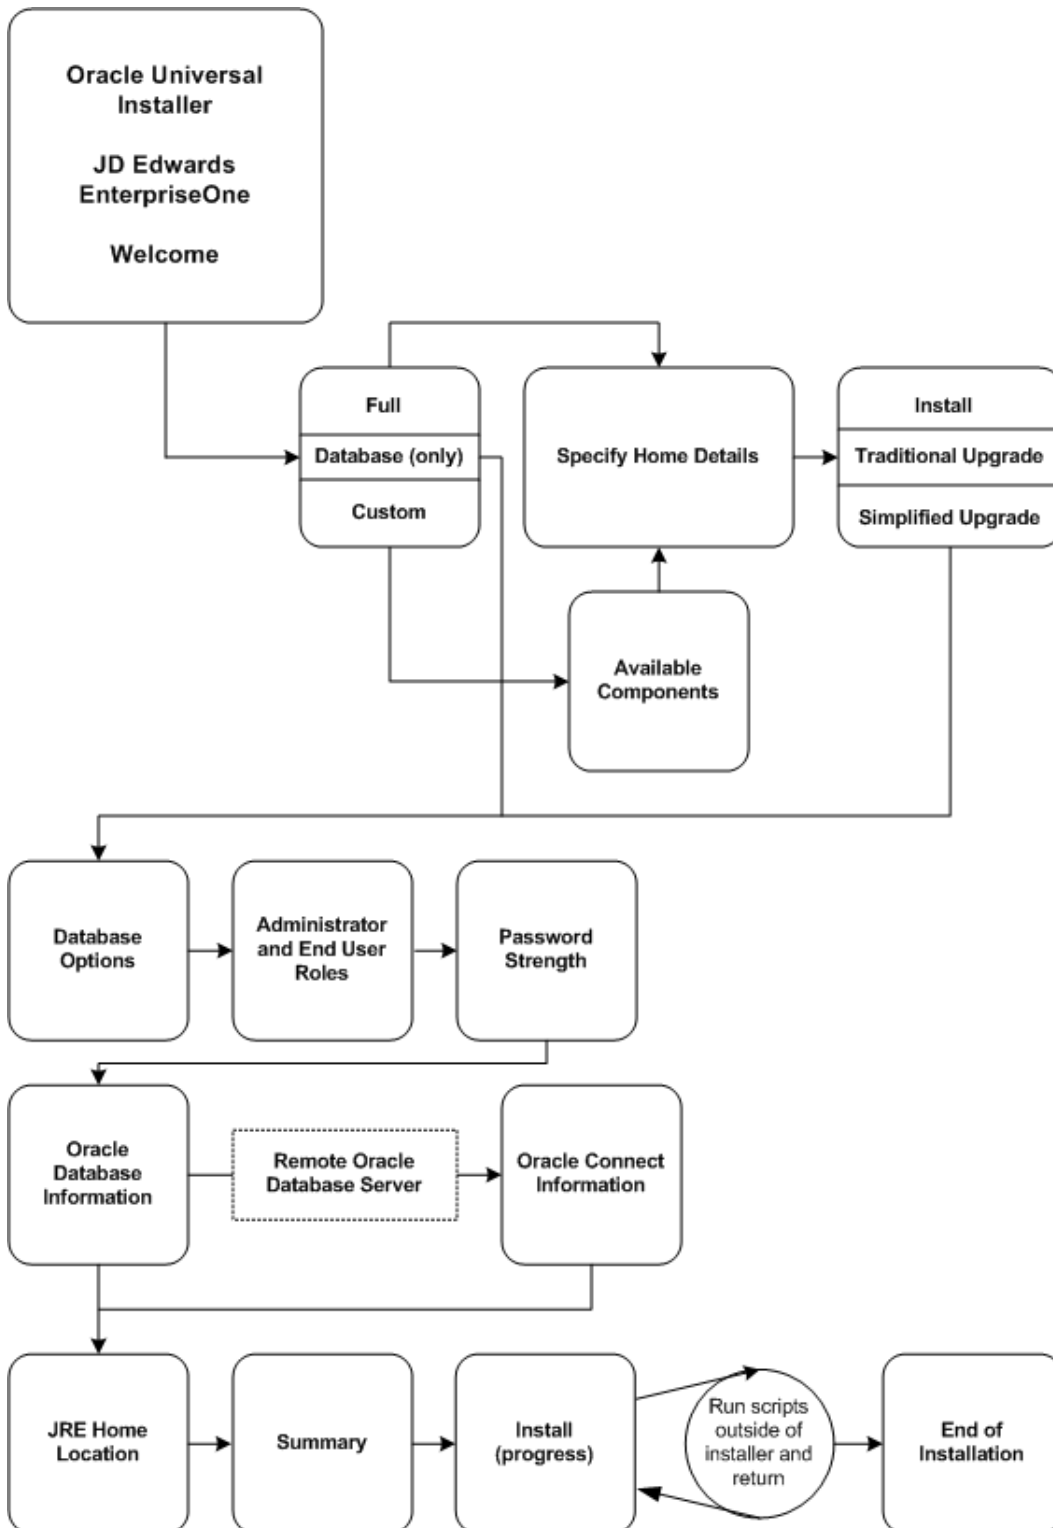 Oracle Universal
Installer
JD Edwards
EnterpriseOne
Welcome
Full
Database (only)
Custom
Specify Home Details
Install
Traditional Upgrade
Simplified Upgrade
Available
Components
Database
Options
Administrator
and End User
Roles
Password
Strength
Oracle
Database
Information
Remote Oracle
Database Server
Oracle Connect
Information
JRE Home
Location
Summary
Install
(progress)
Run scripts
outside of
installer and
return
End of
Installation